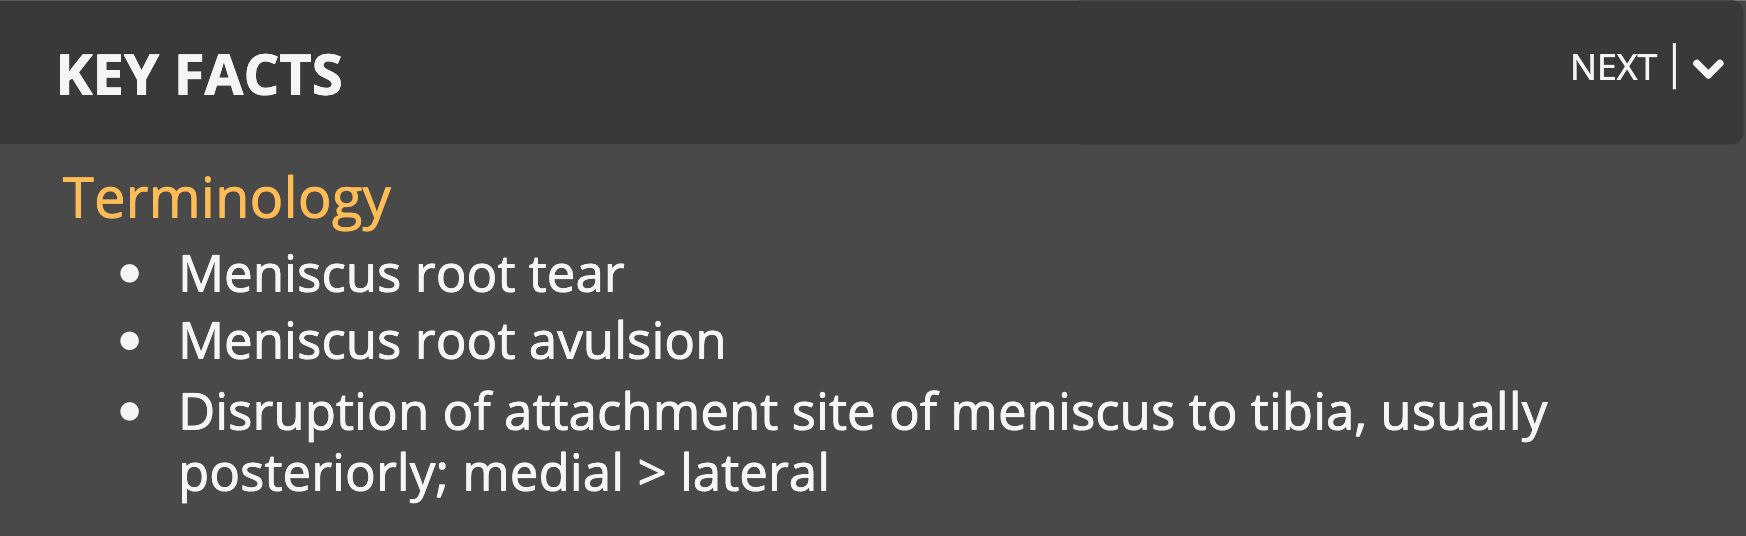 KEY FACTS
NEXT
Terminology
• Meniscus root tear
• Meniscus root avulsion
• Disruption of attachment site of meniscus to tibia, usually
posteriorly; medial > lateral